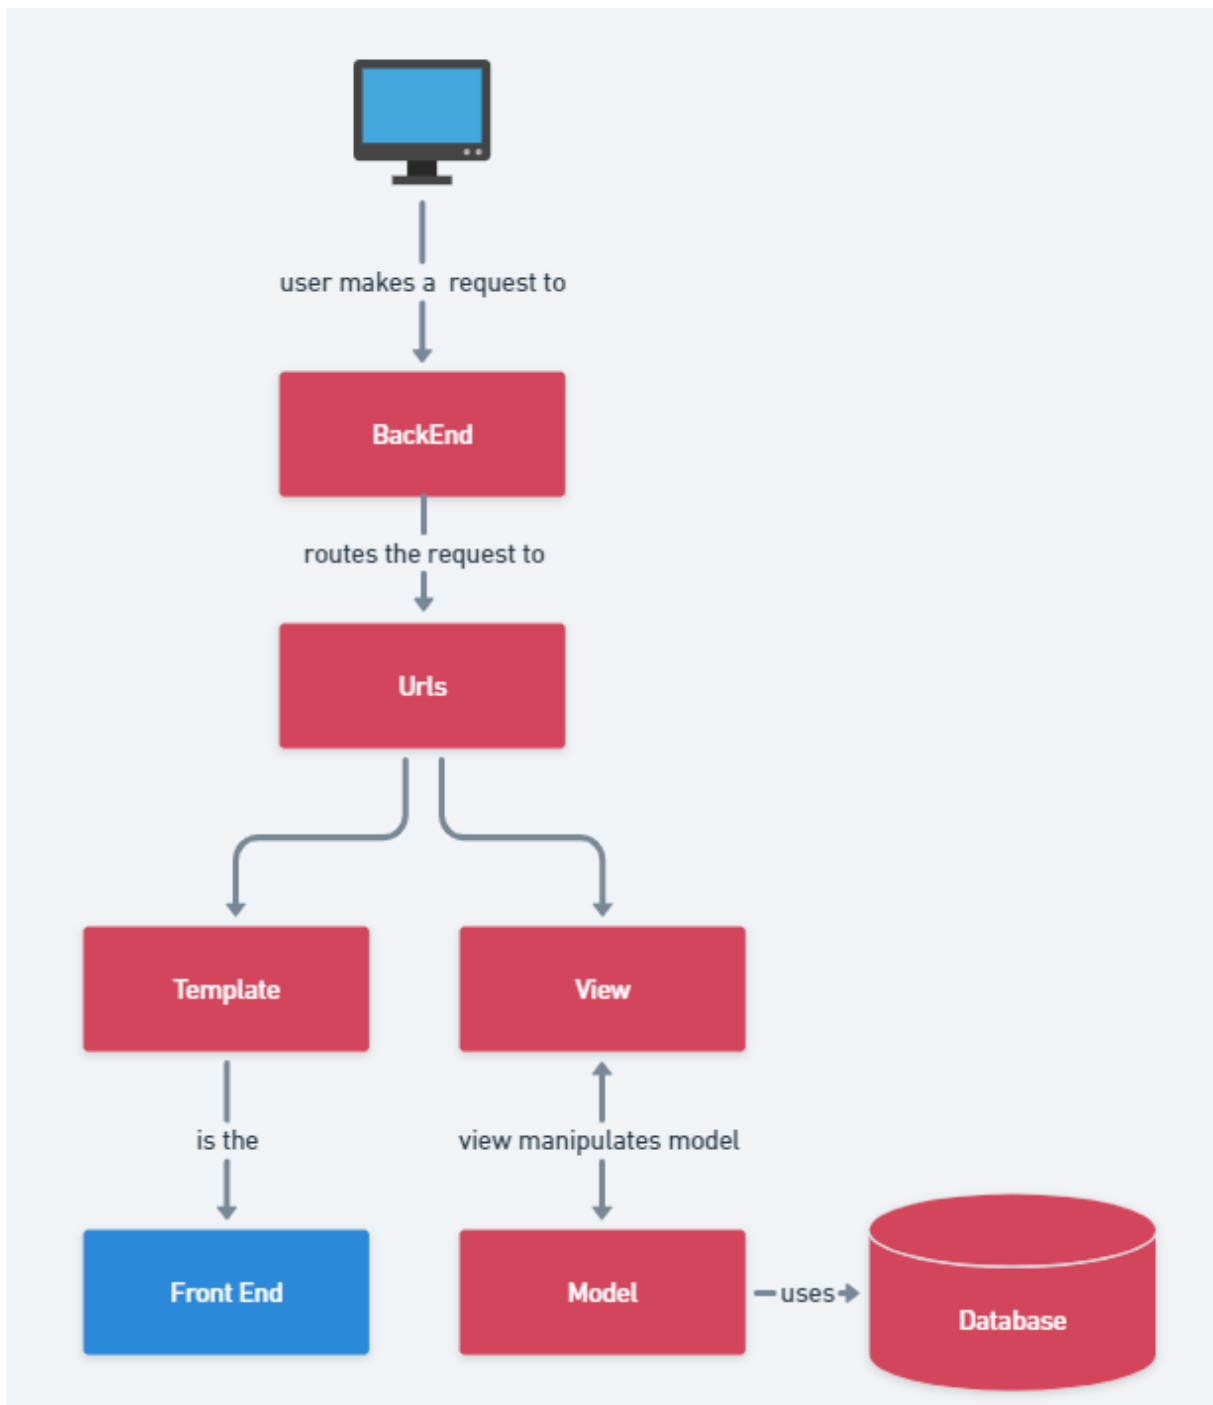 user makes a  request to
BackEnd
routes the request to
Urls
Template
View
is the
view manipulates model
Front End
Model
uses
Database